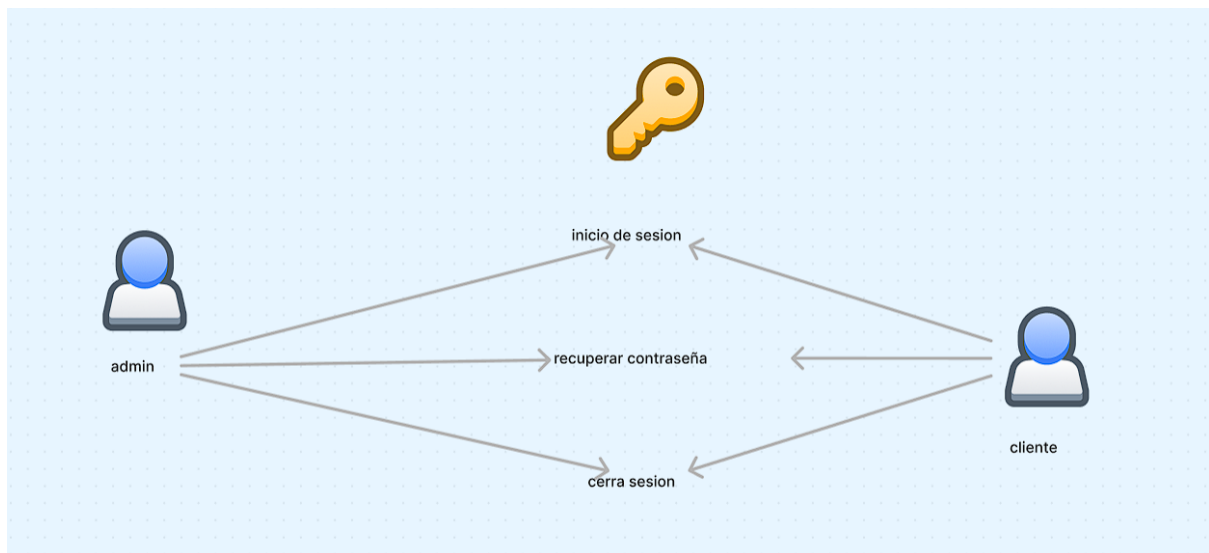 inicio de sesion
admin
recuperar contraseña
cliente
cerra sesion